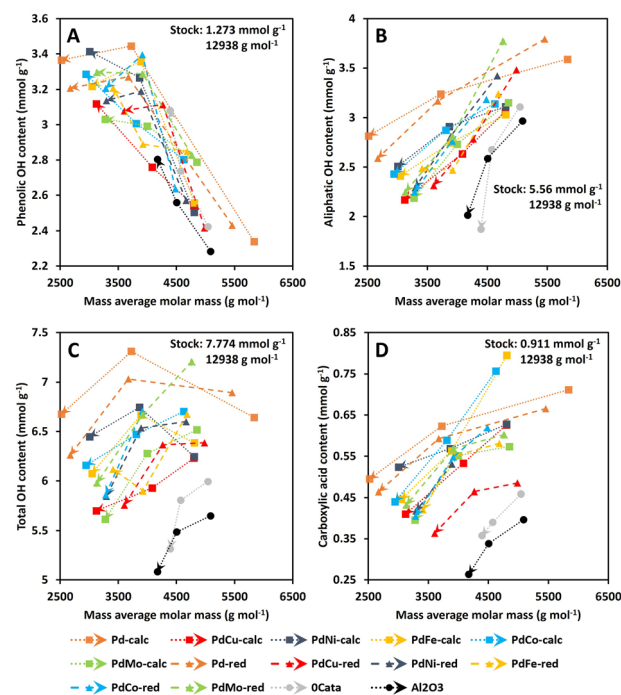 A
Stock: 1.273 mmol g-1
12938 g mol-1
3.6
3.4
3.2
3
2.8
2.6
2.4
2.2
Phenolic OH content (mmol g-1)
2500 3500 4500 5500 6500
Mass average molar mass (g mol-1)
B
4
3.5
3
2.5
2
1.5
1
Aliphatic OH content (mmol g-1)
Stock: 5.56 mmol g-1
12938 g mol-1
2500 3500 4500 5500 6500
Mass average molar mass (g mol-1)
C
Stock: 7.774 mmol g-1
12938 g mol-1
7.5
7
6.5
6
5.5
5
Total OH content (mmol g-1)
2500 3500 4500 5500 6500
Mass average molar mass (g mol-1)
D
Stock: 0.911 mmol g-1
12938 g mol-1
0.85
0.75
0.65
0.55
0.45
0.35
0.25
Carboxylic acid content (mmol g-1)
2500 3500 4500 5500 6500
Mass average molar mass (g mol-1)
Pd-calc PdCu-calc PdNi-calc PdFe-calc PdCo-calc
PdMo-calc Pd-red PdCu-red PdNi-red PdFe-red
PdCo-red PdMo-red 0Cata Al2O3